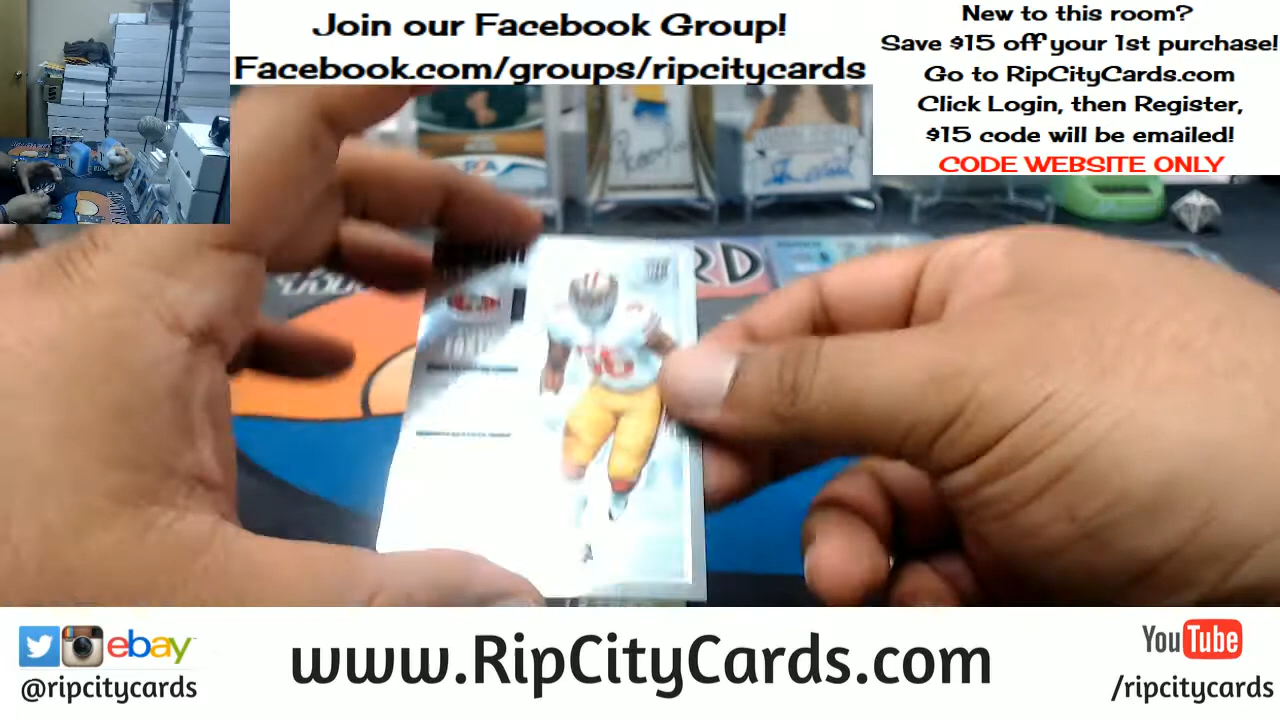 Join our Facebook Group!
Facebook.com/groups/ripcitycards
New to this room?
Save $15 off your 1st purchase!
Go to RipCityCards.com
Click Login, then Register,
$15 code will be emailed!
CODE WEBSITE ONLY
ebay
@ripcitycards
www.RipCityCards.com
YouTube
/ripcitycards